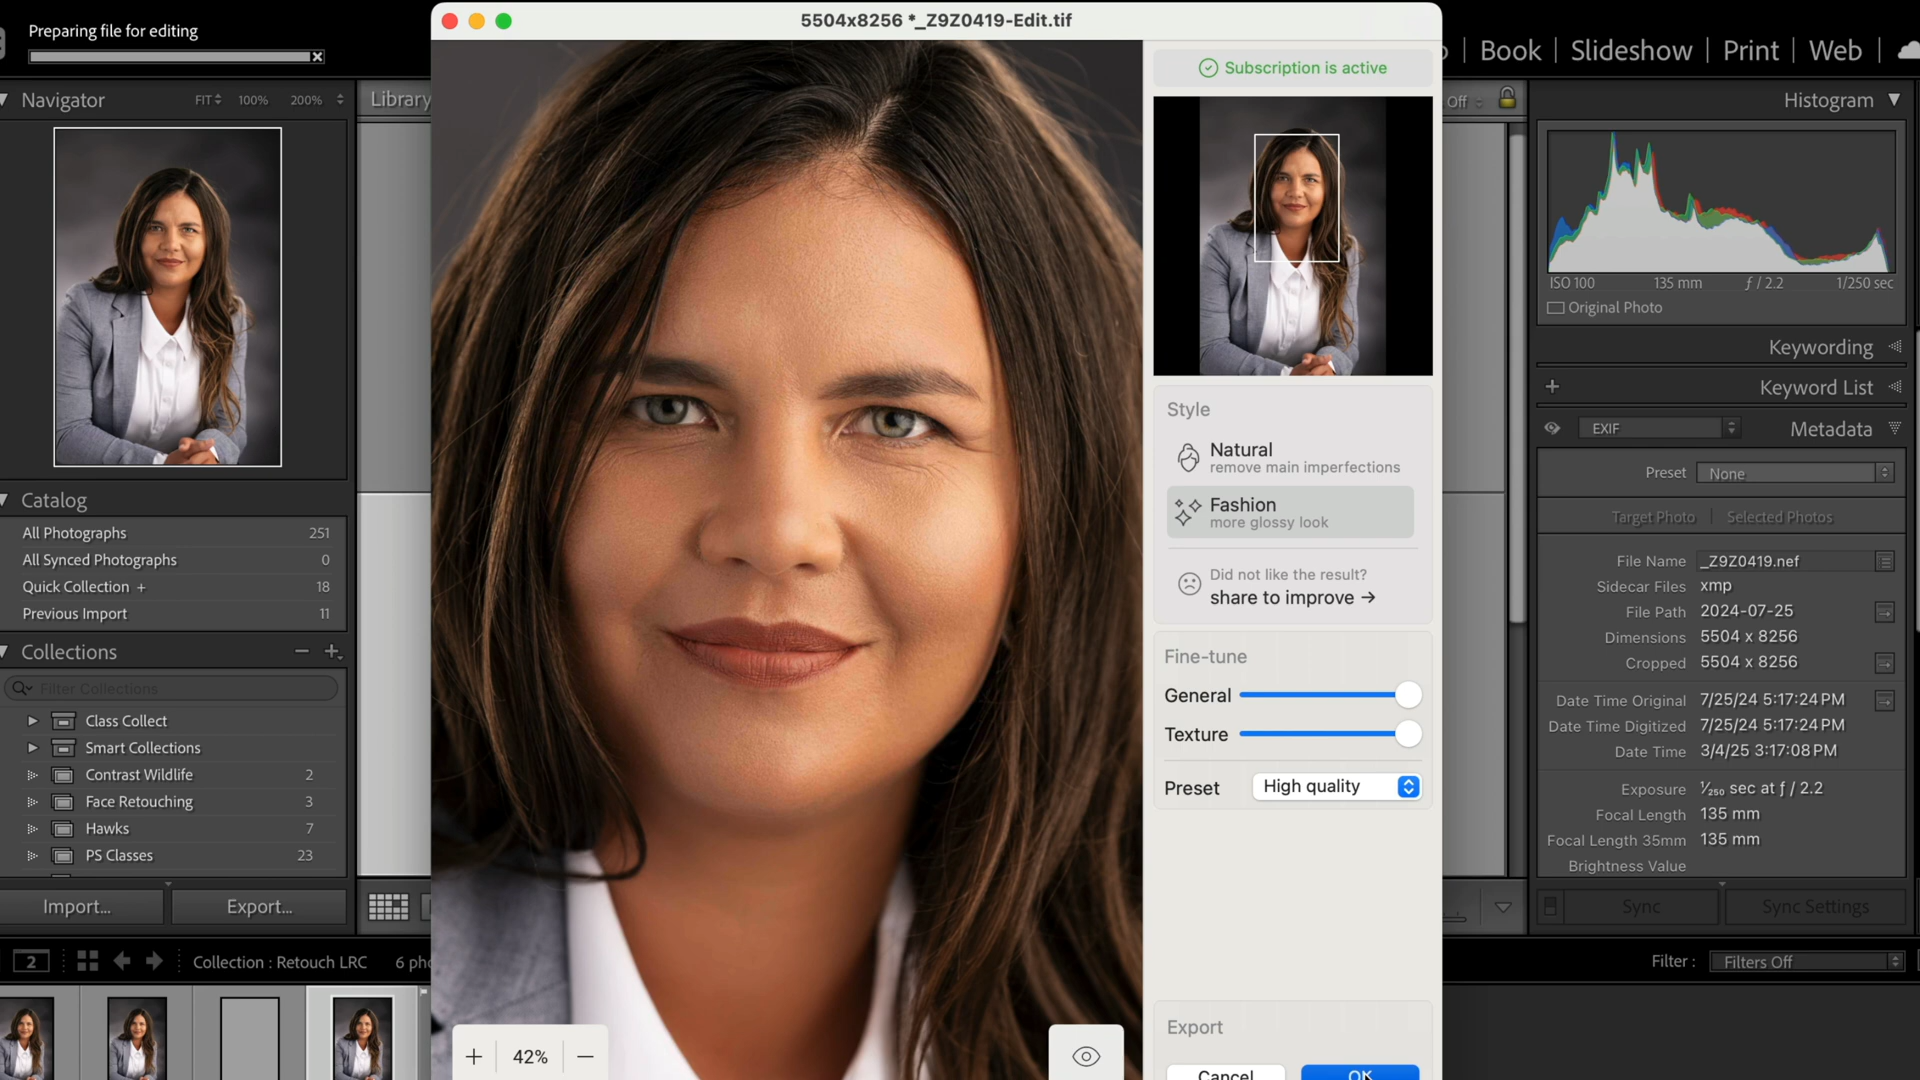 Preparing file for editing
5504x8256 *_Z9Z0419-Edit.tif
Book | Slideshow | Print | Web |
Navigator FIT 100% 200%
Library
Subscription is active
Off
Histogram
ISO 100 135 mm ƒ / 2.2 1/250 sec
Original Photo
Keywording
+ Keyword List
EXIF Metadata
Preset None
Target Photo | Selected Photos
File Name _Z9Z0419.nef
Sidecar Files xmp
File Path 2024-07-25
Dimensions 5504 x 8256
Cropped 5504 x 8256
Date Time Original 7/25/24 5:17:24 PM
Date Time Digitized 7/25/24 5:17:24 PM
Date Time 3/4/25 3:17:08 PM
Exposure 1/250 sec at ƒ / 2.2
Focal Length 135 mm
Focal Length 35mm 135 mm
Brightness Value
Sync Sync Settings
Filter : Filters Off
Catalog
All Photographs 251
All Synced Photographs 0
Quick Collection + 18
Previous Import 11
Collections − +
Filter Collections
Class Collect
Smart Collections
Contrast Wildlife 2
Face Retouching 3
Hawks 7
PS Classes 23
Import... Export...
2 Collection : Retouch LRC 6
Style
Natural
remove main imperfections
Fashion
more glossy look
Did not like the result?
share to improve →
Fine-tune
General
Texture
Preset High quality
Export
Cancel OK
+ 42% −